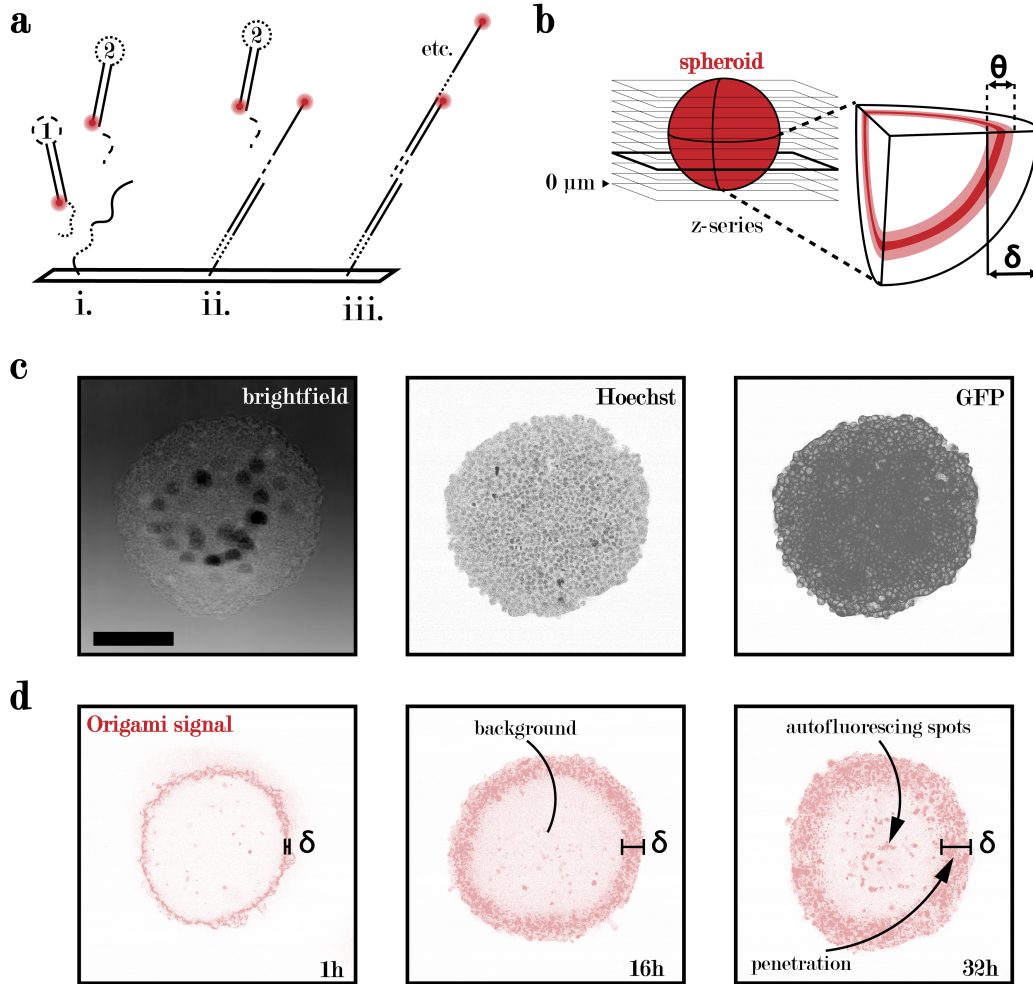 a
1
2
i.
2
ii.
etc.
iii.
b
spheroid
0 µm
z-series
θ
δ
c
brightfield
Hoechst
GFP
d
Origami signal
δ
1h
background
δ
16h
autofluorescing spots
δ
penetration
32h